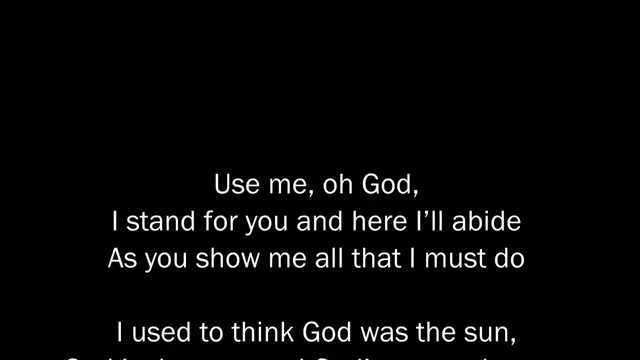 Use me, oh God,
I stand for you and here I’ll abide
As you show me all that I must do
I used to think God was the sun,